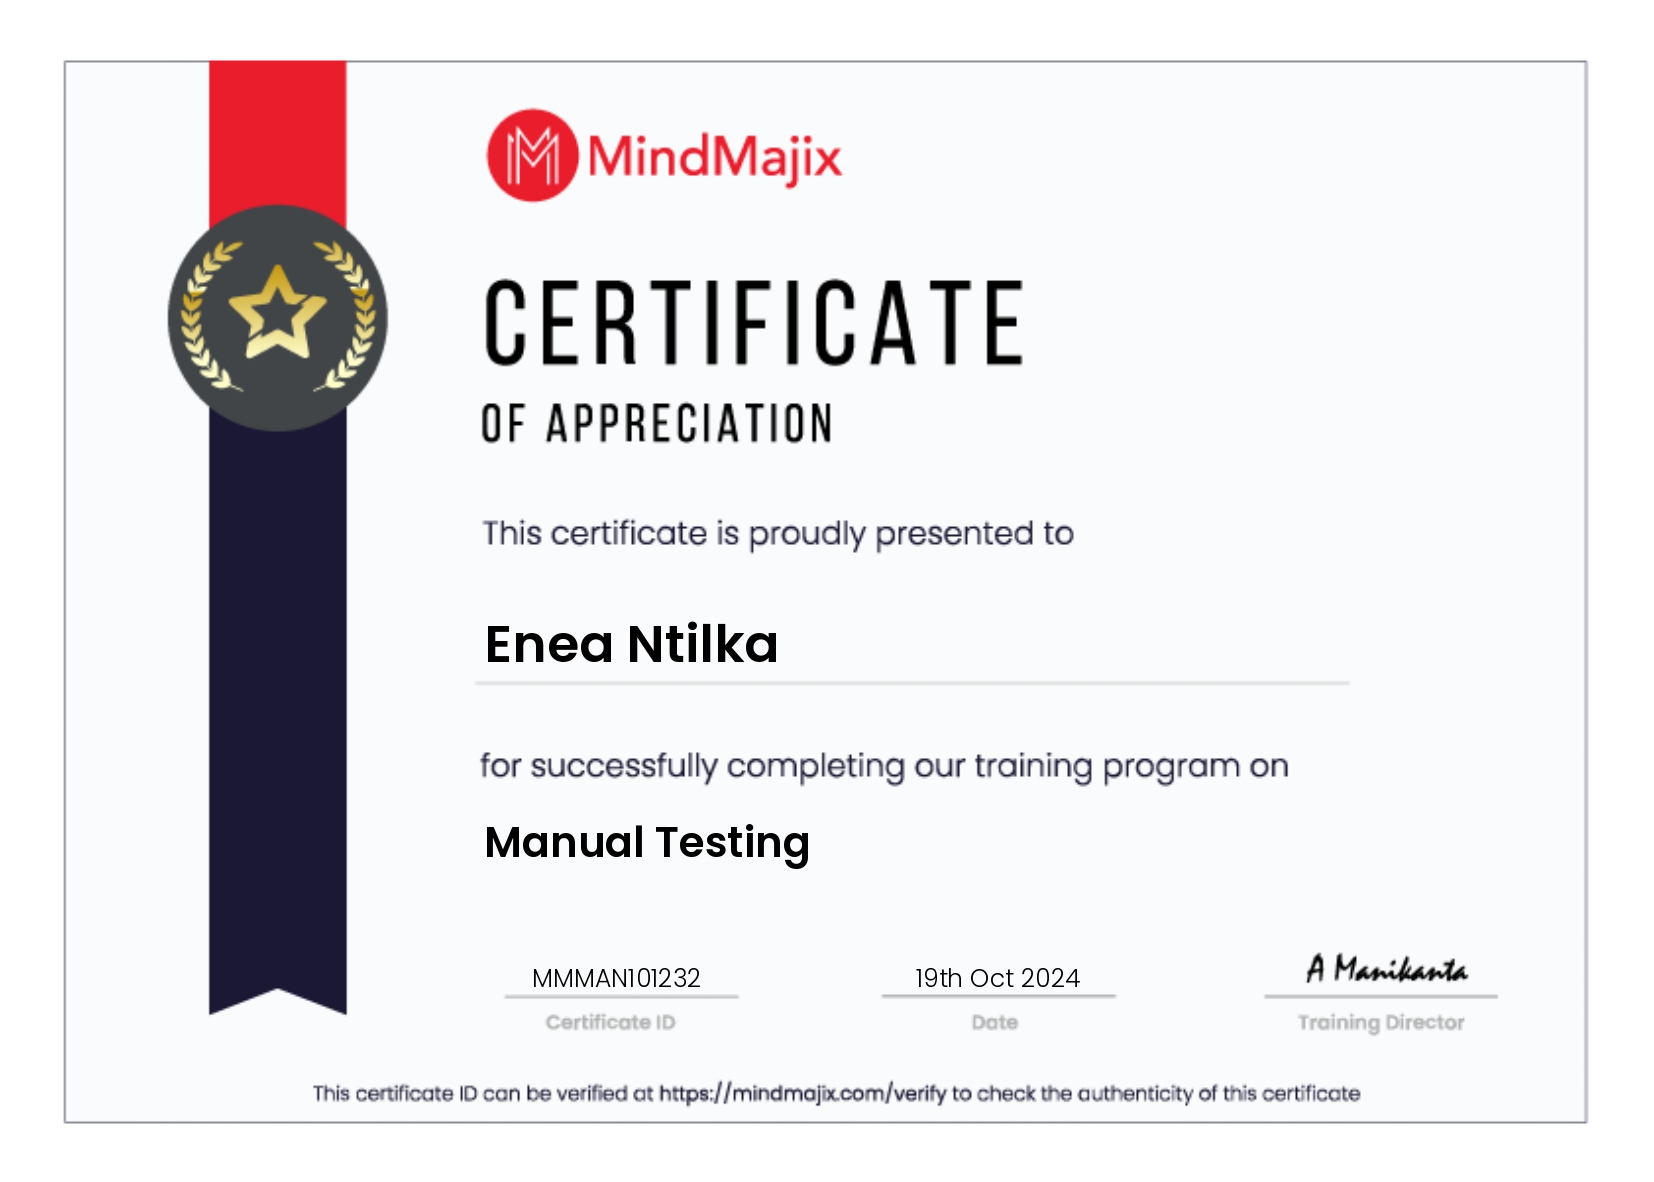 MindMajix
CERTIFICATE
OF APPRECIATION
This certificate is proudly presented to
Enea Ntilka
for successfully completing our training program on
Manual Testing
MMMAN101232
Certificate ID
19th Oct 2024
Date
A Manikanta
Training Director
This certificate ID can be verified at https://mindmajix.com/verify to check the authenticity of this certificate